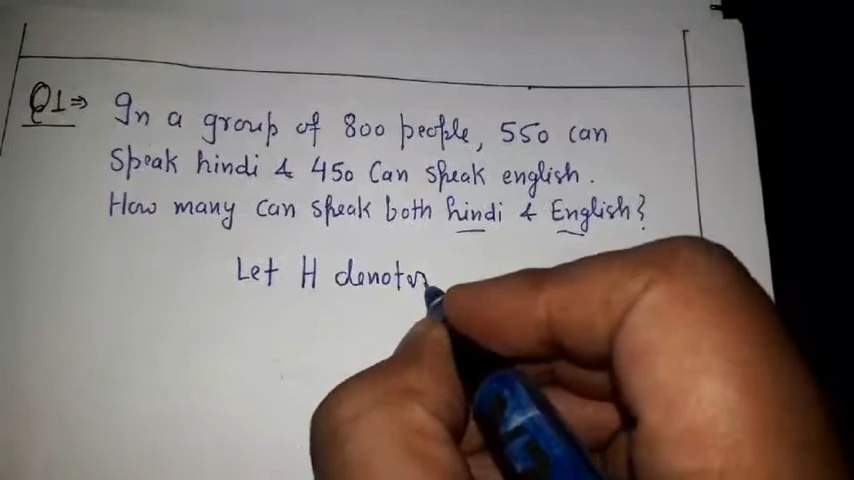 Q1⇒ In a group of 800 people, 550 can
speak hindi & 450 can speak english.
How many can speak both hindi & English?
Let H denotes